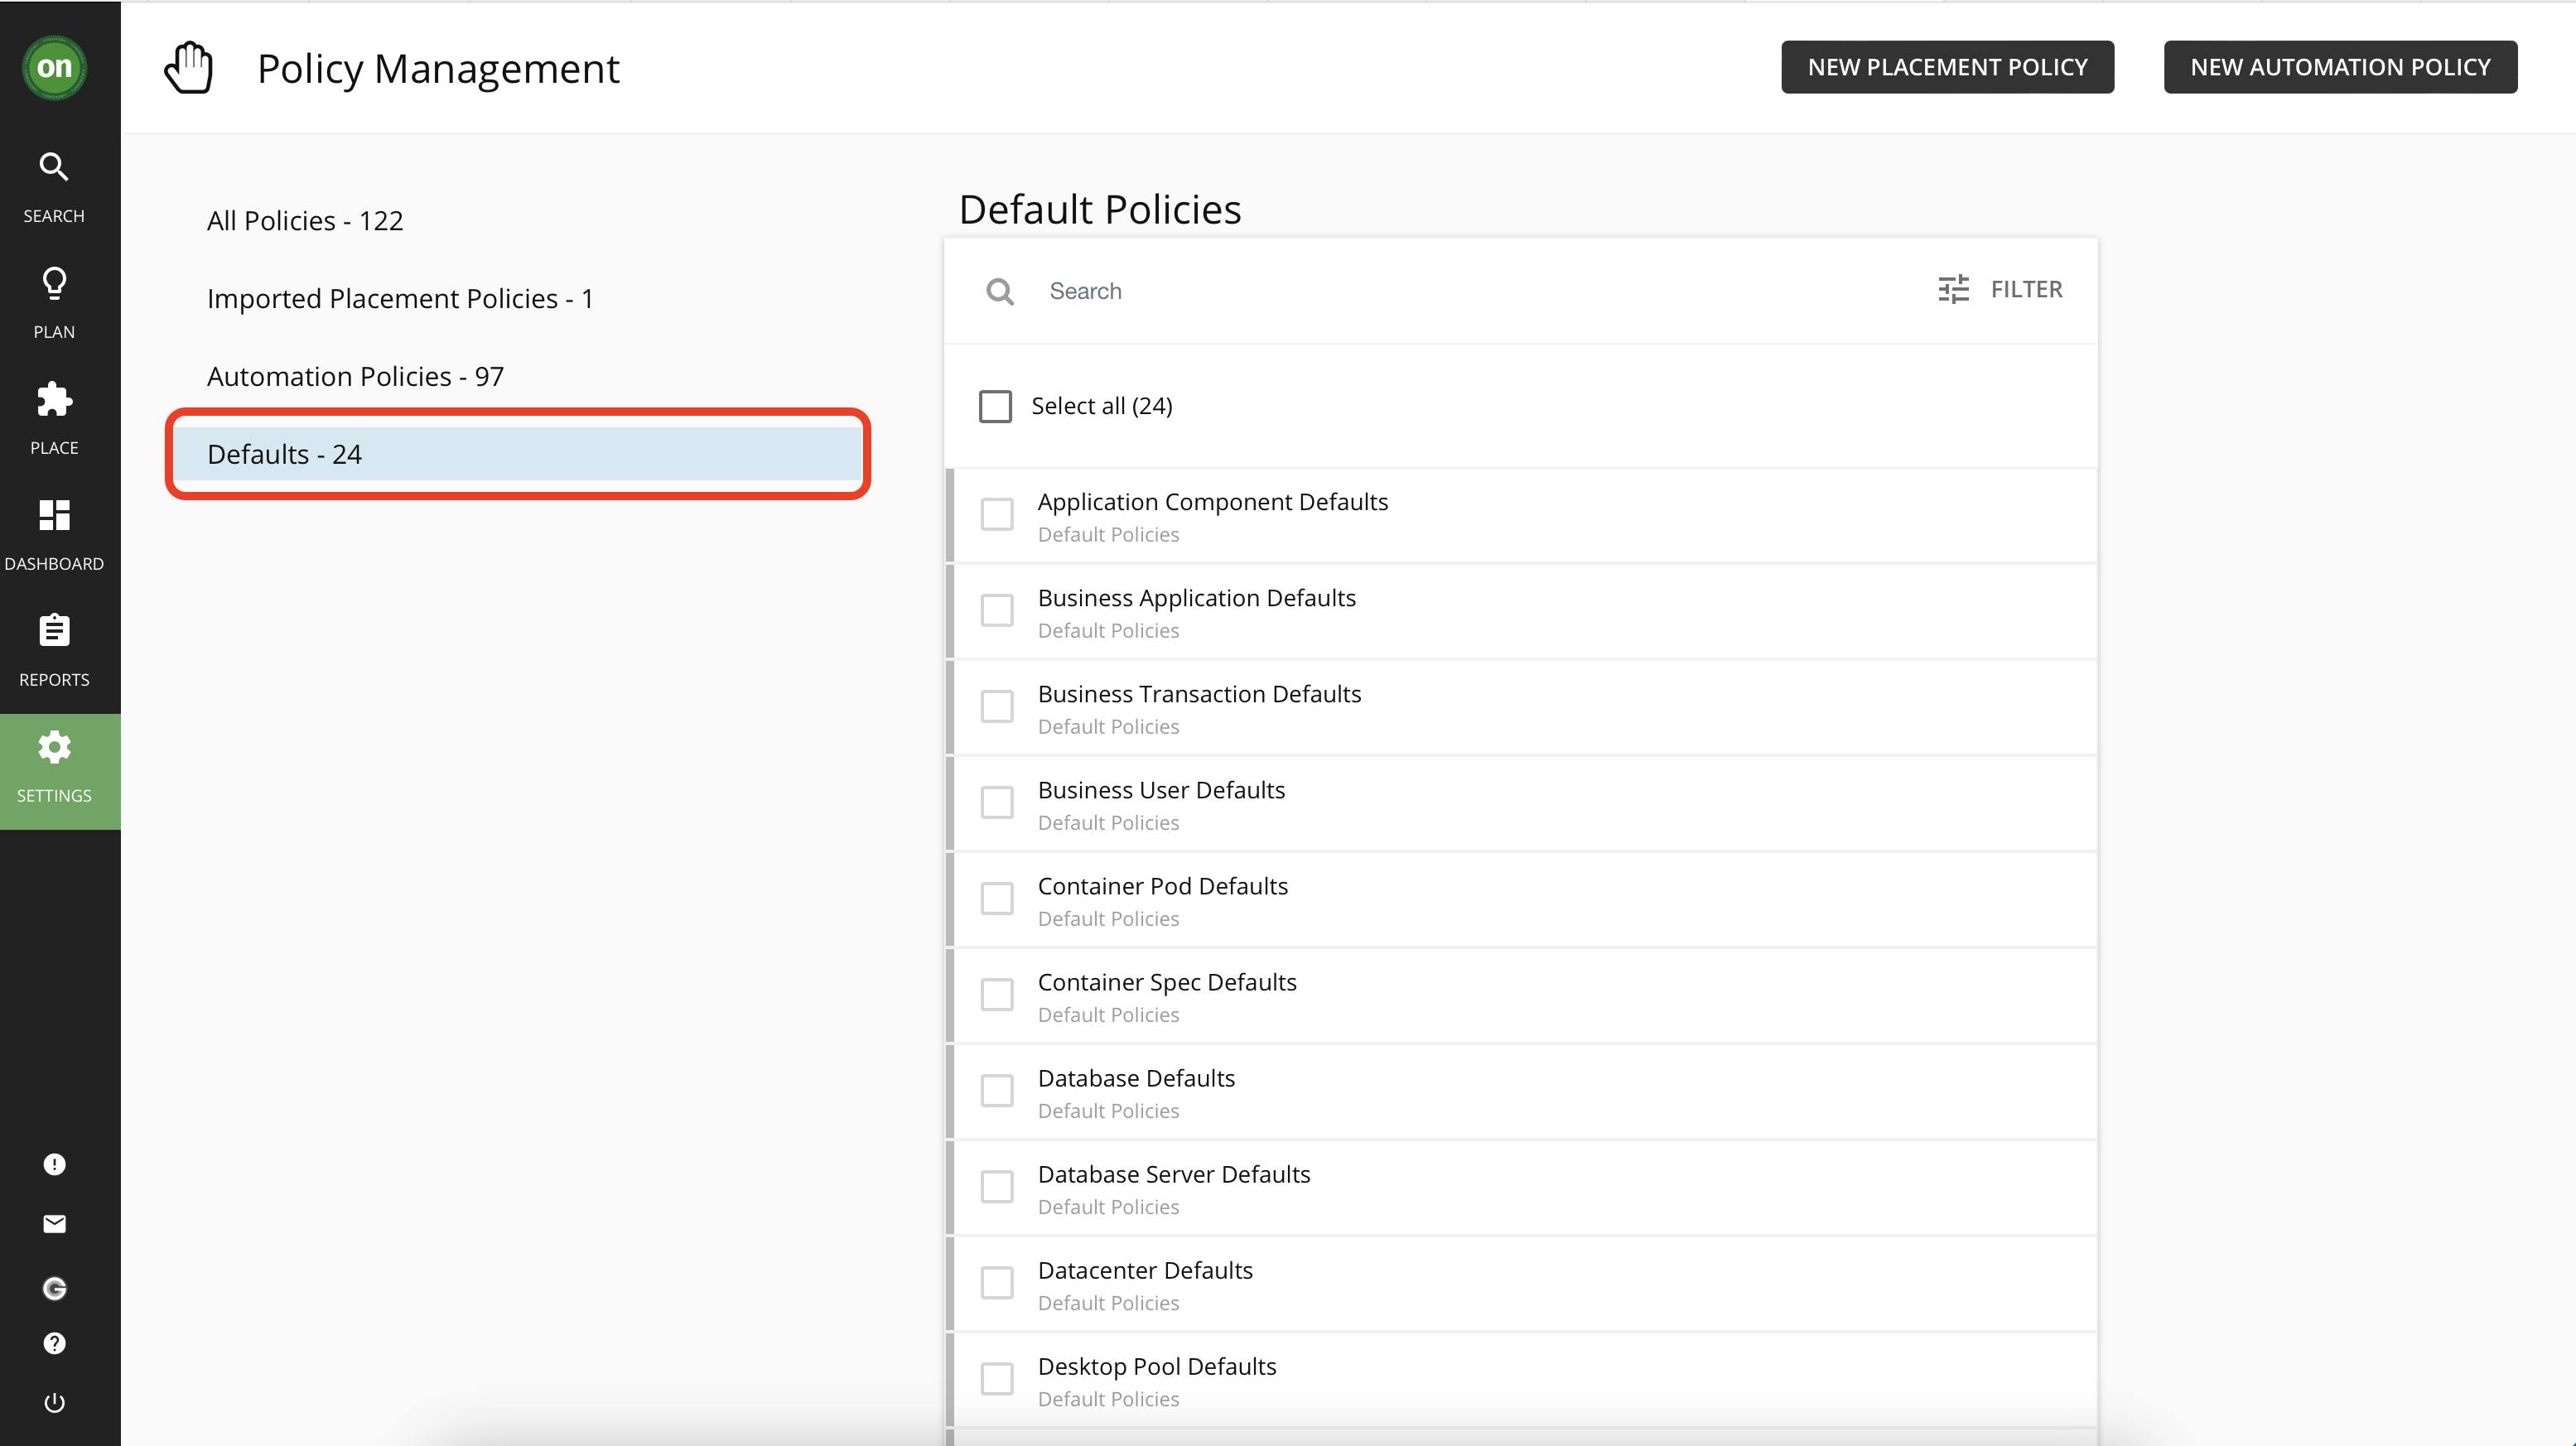 on
Policy Management
NEW PLACEMENT POLICY
NEW AUTOMATION POLICY
SEARCH
PLAN
PLACE
DASHBOARD
REPORTS
SETTINGS
All Policies - 122
Imported Placement Policies - 1
Automation Policies - 97
Defaults - 24
Default Policies
Search
FILTER
Select all (24)
Application Component Defaults
Default Policies
Business Application Defaults
Default Policies
Business Transaction Defaults
Default Policies
Business User Defaults
Default Policies
Container Pod Defaults
Default Policies
Container Spec Defaults
Default Policies
Database Defaults
Default Policies
Database Server Defaults
Default Policies
Datacenter Defaults
Default Policies
Desktop Pool Defaults
Default Policies